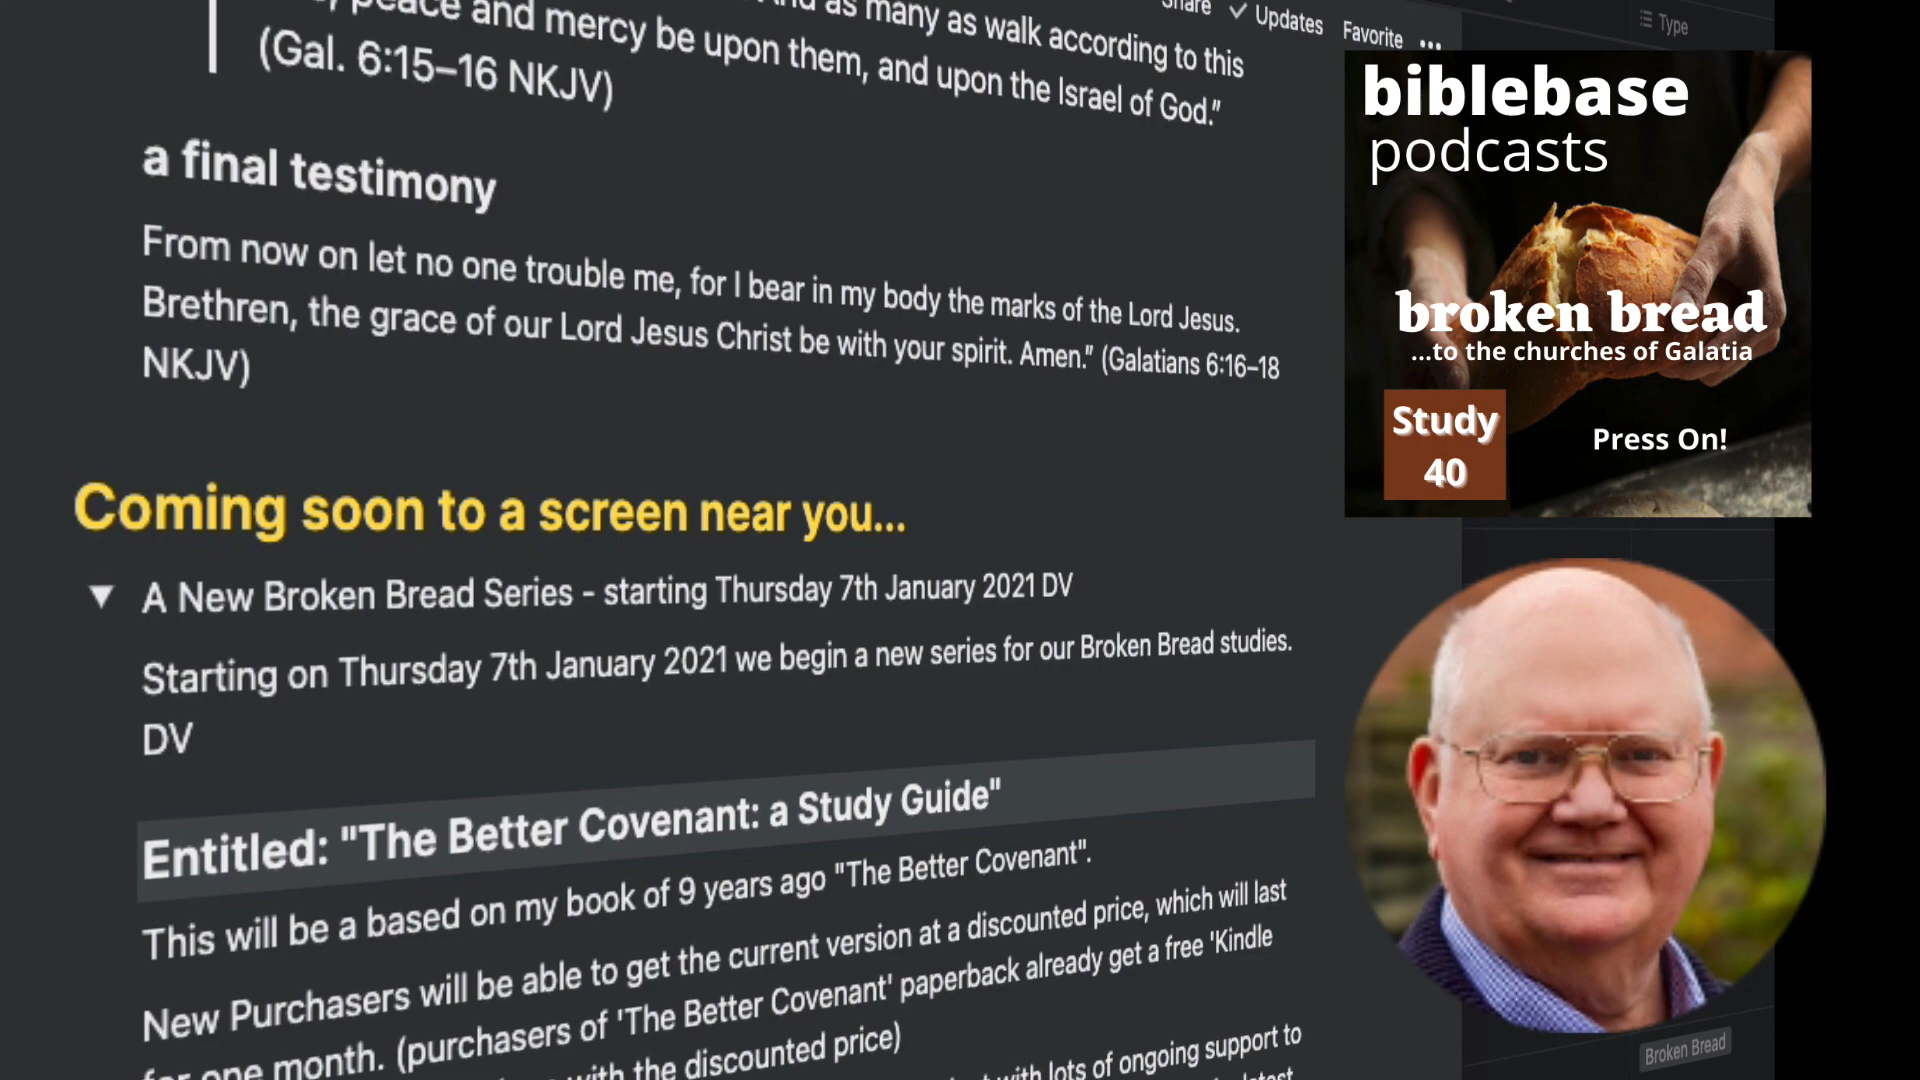 peace and mercy be upon them, and upon the Israel of God.”
as many as walk according to this
(Gal. 6:15–16 NKJV)
a final testimony
From now on let no one trouble me, for I bear in my body the marks of the Lord Jesus.
Brethren, the grace of our Lord Jesus Christ be with your spirit. Amen.” (Galatians 6:16–18
NKJV)
Coming soon to a screen near you...
▼ A New Broken Bread Series - starting Thursday 7th January 2021 DV
Starting on Thursday 7th January 2021 we begin a new series for our Broken Bread studies.
DV
Entitled: "The Better Covenant: a Study Guide"
This will be a based on my book of 9 years ago "The Better Covenant".
New Purchasers will be able to get the current version at a discounted price, which will last
for one month. (purchasers of 'The Better Covenant' paperback already get a free 'Kindle
with the discounted price)
with lots of ongoing support to
latest
Share ✓ Updates Favorite •••
Type
biblebase
podcasts
broken bread
...to the churches of Galatia
Study
40
Press On!
Broken Bread